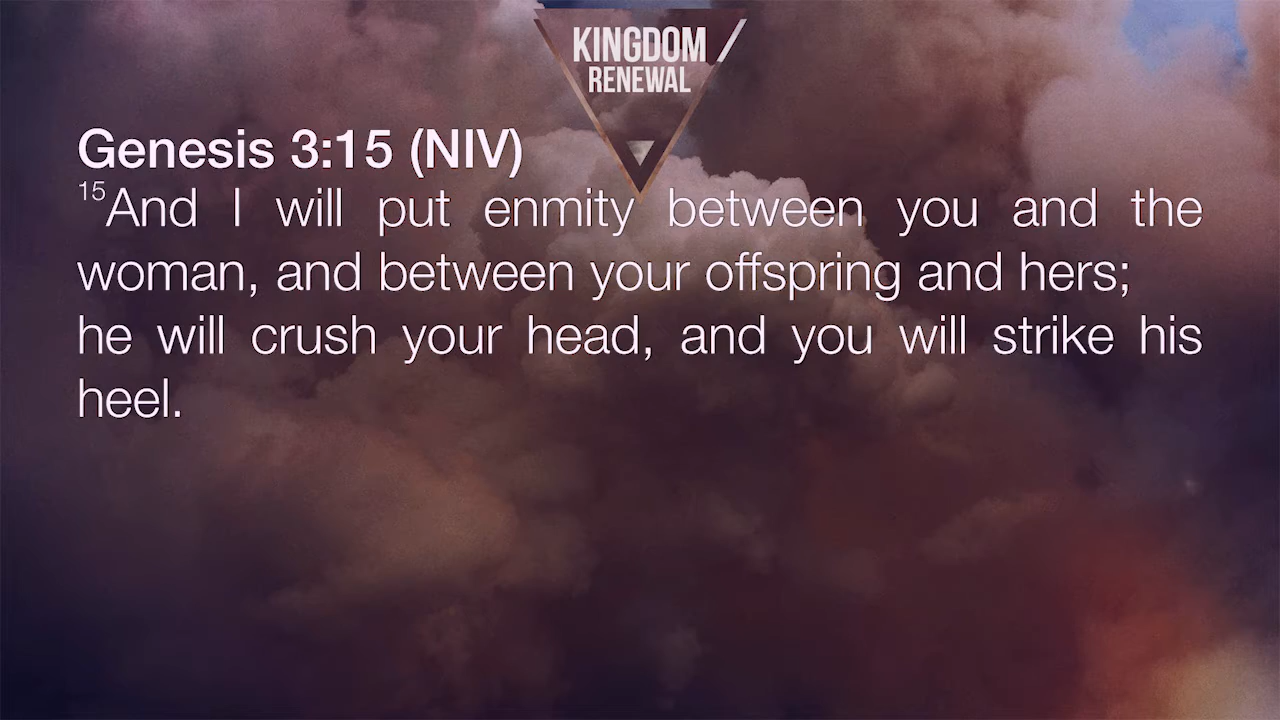 KINGDOM
RENEWAL
Genesis 3:15 (NIV)
15And I will put enmity between you and the
woman, and between your offspring and hers;
he will crush your head, and you will strike his
heel.